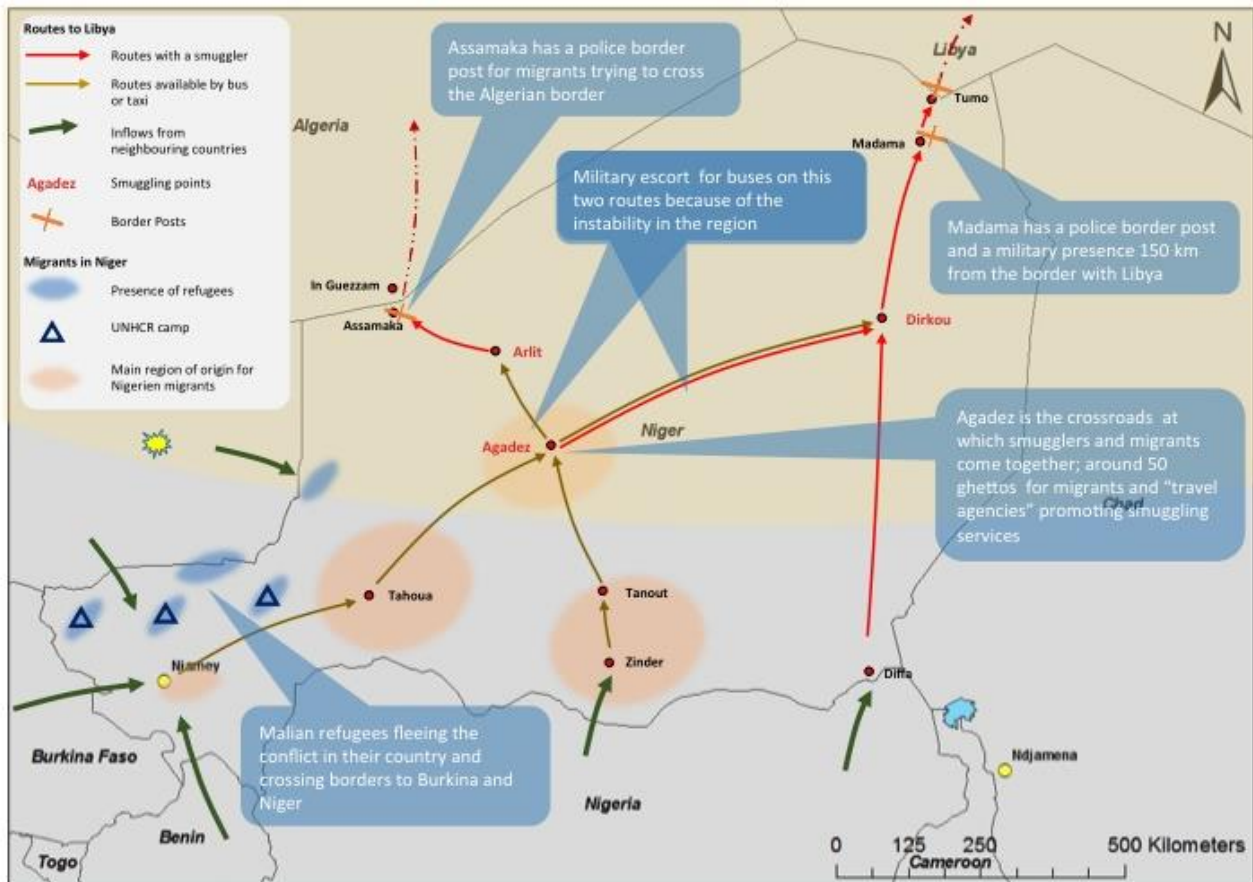 Routes to Libya
Routes with a smuggler
Routes available by bus
or taxi
Inflows from
neighbouring countries
Agadez
Smuggling points
Border Posts
Migrants in Niger
Presence of refugees
UNHCR camp
Main region of origin for
Nigerien migrants
Assamaka has a police border
post for migrants trying to cross
the Algerian border
Libya
N
Tumo
Algeria
Madama
Military escort for buses on this
two routes because of the
instability in the region
Madama has a police border post
and a military presence 150 km
from the border with Libya
In Guezzam
Assamaka
Dirkou
Arlit
Agadez
Niger
Agadez is the crossroads at
which smugglers and migrants
come together; around 50
ghettos for migrants and "travel
agencies" promoting smuggling
services
Chad
Tahoua
Tanout
Zinder
Niamey
Diffa
Malian refugees fleeing the
conflict in their country and
crossing borders to Burkina and
Niger
Burkina Faso
Ndjamena
Nigeria
Benin
Togo
0 125 250 500 Kilometers
Cameroon